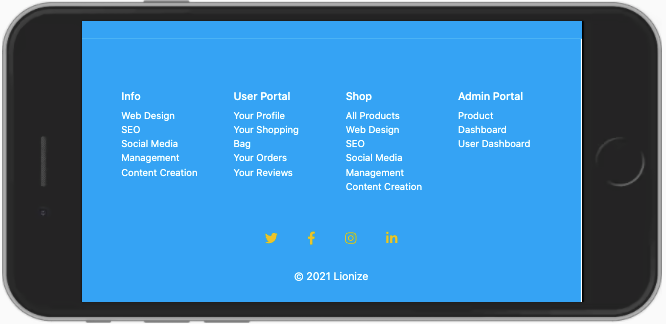 Info
Web Design
SEO
Social Media
Management
Content Creation
User Portal
Your Profile
Your Shopping
Bag
Your Orders
Your Reviews
Shop
All Products
Web Design
SEO
Social Media
Management
Content Creation
Admin Portal
Product
Dashboard
User Dashboard
© 2021 Lionize